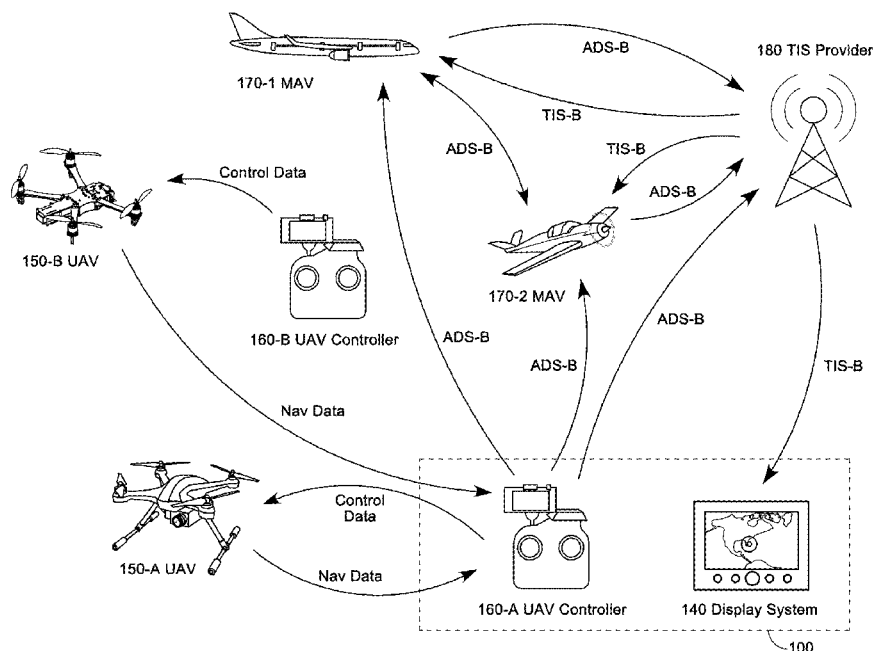 ADS-B
180 TIS Provider
170-1 MAV
TIS-B
ADS-B
TIS-B
Control Data
ADS-B
150-B UAV
170-2 MAV
160-B UAV Controller
ADS-B
ADS-B
ADS-B
TIS-B
Nav Data
Control
Data
150-A UAV
Nav Data
160-A UAV Controller
140 Display System
100